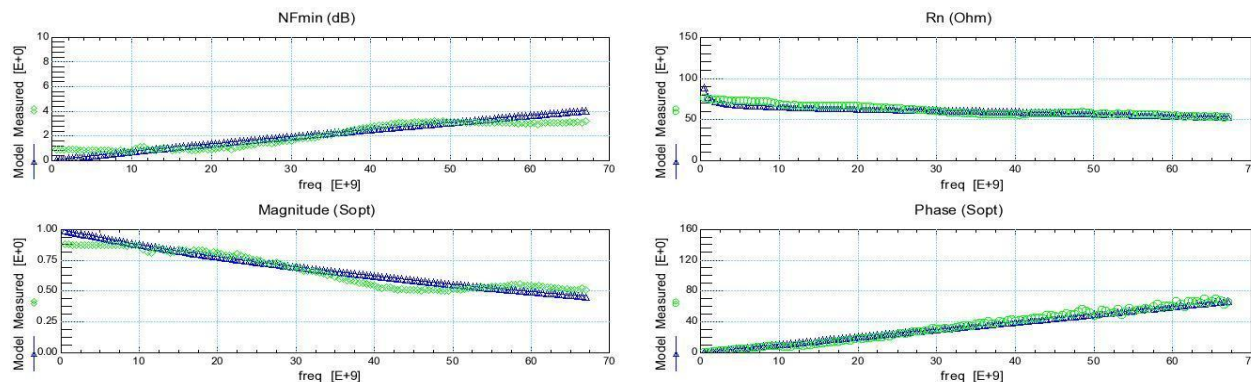 NFmin (dB)
Model Measured [E+0]
10
8
6
4
2
0
0 10 20 30 40 50 60 70
freq [E+9]
Rn (Ohm)
Model Measured [E+0]
150
100
50
0
0 10 20 30 40 50 60 70
freq [E+9]
Magnitude (Sopt)
Model Measured [E+0]
1.00
0.75
0.50
0.25
0.00
0 10 20 30 40 50 60 70
freq [E+9]
Phase (Sopt)
Model Measured [E+0]
160
120
80
40
0
0 10 20 30 40 50 60 70
freq [E+9]